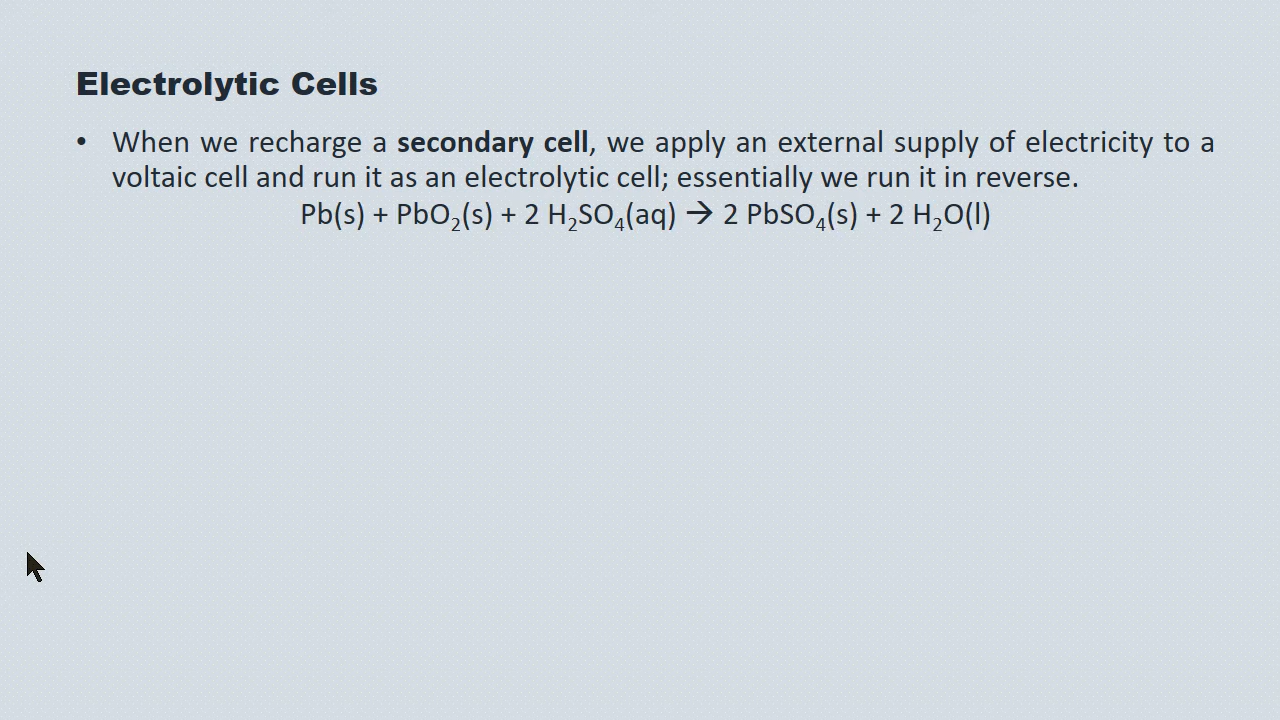 Electrolytic Cells
• When we recharge a secondary cell, we apply an external supply of electricity to a
voltaic cell and run it as an electrolytic cell; essentially we run it in reverse.
Pb(s) + PbO₂(s) + 2 H₂SO₄(aq) → 2 PbSO₄(s) + 2 H₂O(l)